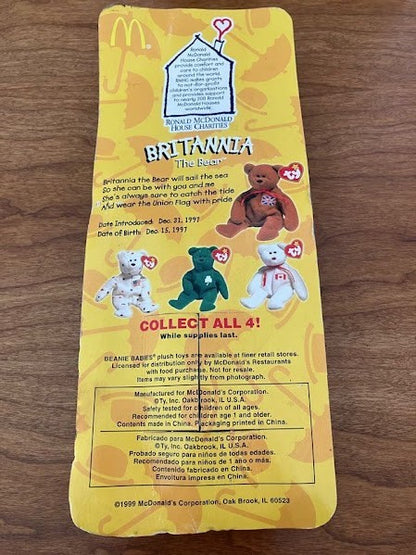 Ronald
McDonald
House Charities
provide comfort and
care to children
around the world.
RMHC makes grants
to not-for-profit
children's organizations
and provides support
to nearly 200 Ronald
McDonald Houses
worldwide.
RONALD MCDONALD
HOUSE CHARITIES
BRITANNIA
The Bear
Britannia the Bear will sail the sea
So she can be with you and me
She's always sure to catch the tide
And wear the Union Flag with pride
Date Introduced: Dec. 31, 1997
Date of Birth: Dec. 15, 1997
ty
ty
ty
ty
COLLECT ALL 4!
While supplies last.
BEANIE BABIES® plush toys are available at finer retail stores.
Licensed for distribution only by McDonald's Restaurants
with food purchase. Not for resale.
Items may vary slightly from photograph.
Manufactured for McDonald's Corporation.
©Ty, Inc. Oakbrook, IL U.S.A.
Safety tested for children of all ages.
Recommended for children age 1 and older.
Contents made in China. Packaging printed in China.
Fabricado para McDonald's Corporation.
©Ty, Inc. Oakbrook, IL U.S.A.
Probado seguro para niños de todas edades.
Recomendado para niños de 1 año o más.
Contenido fabricado en China.
Envoltura impresa en China.
©1999 McDonald's Corporation, Oak Brook, IL 60523